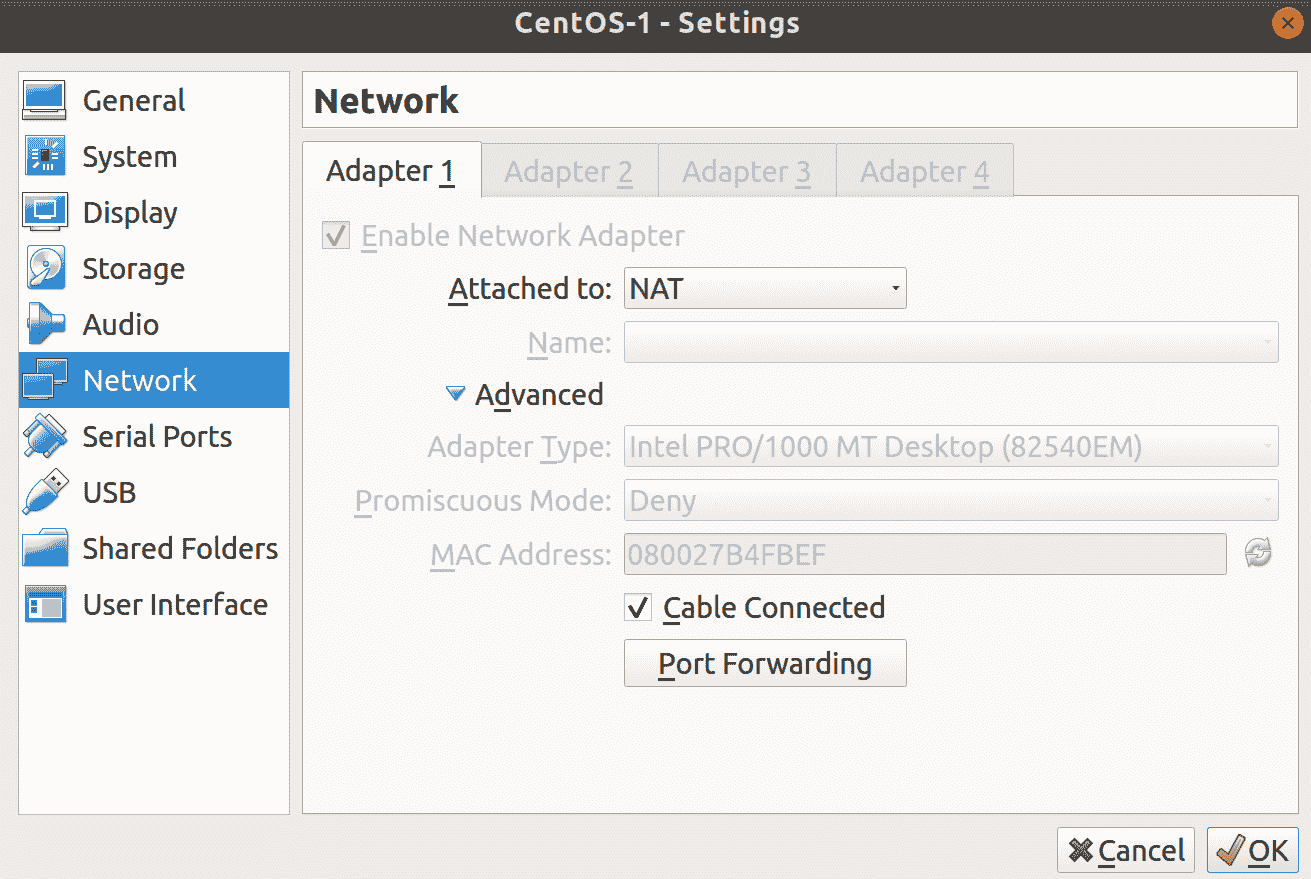 CentOS-1 - Settings
General
System
Display
Storage
Audio
Network
Serial Ports
USB
Shared Folders
User Interface
Network
Adapter 1 Adapter 2 Adapter 3 Adapter 4
Enable Network Adapter
Attached to: NAT
Name:
Advanced
Adapter Type: Intel PRO/1000 MT Desktop (82540EM)
Promiscuous Mode: Deny
MAC Address: 080027B4FBEF
Cable Connected
Port Forwarding
Cancel OK